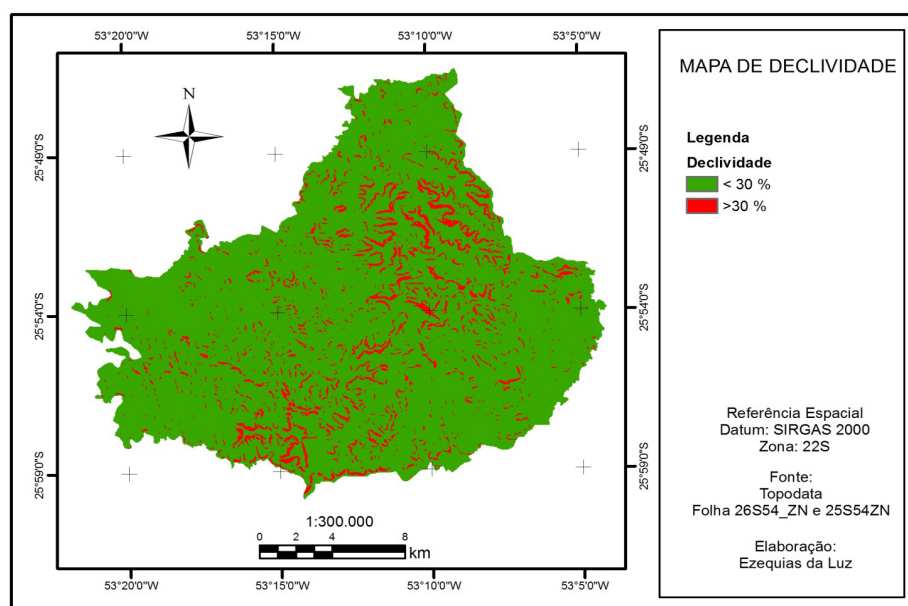 53°20'0"W 53°15'0"W 53°10'0"W 53°5'0"W
MAPA DE DECLIVIDADE
N
Legenda
Declividade
< 30 %
>30 %
25°49'0"S 25°49'0"S
25°54'0"S 25°54'0"S
25°59'0"S 25°59'0"S
Referência Espacial
Datum: SIRGAS 2000
Zona: 22S
Fonte:
Topodata
Folha 26S54_ZN e 25S54ZN
Elaboração:
Ezequias da Luz
1:300.000
0 2 4 8
km
53°20'0"W 53°15'0"W 53°10'0"W 53°5'0"W